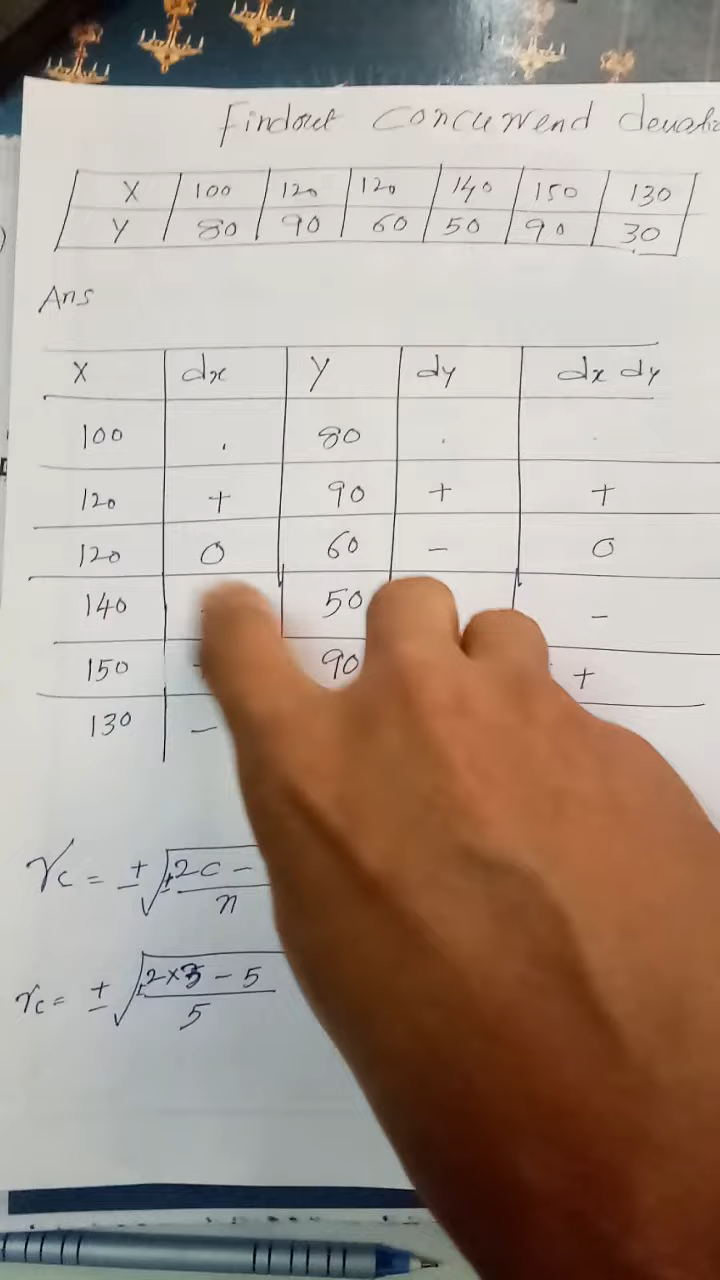 Findout Concurrend
X 100 120 120 140 150 130
Y 80 90 60 50 90 30
Ans
X dx Y dy dx dy
100 . 80 . .
120 + 90 + +
120 0 60 - 0
140 50 -
150 90 +
130 -
rc = ± √ ± 2c -
n
rc = ± √ ± 2×3 - 5
5